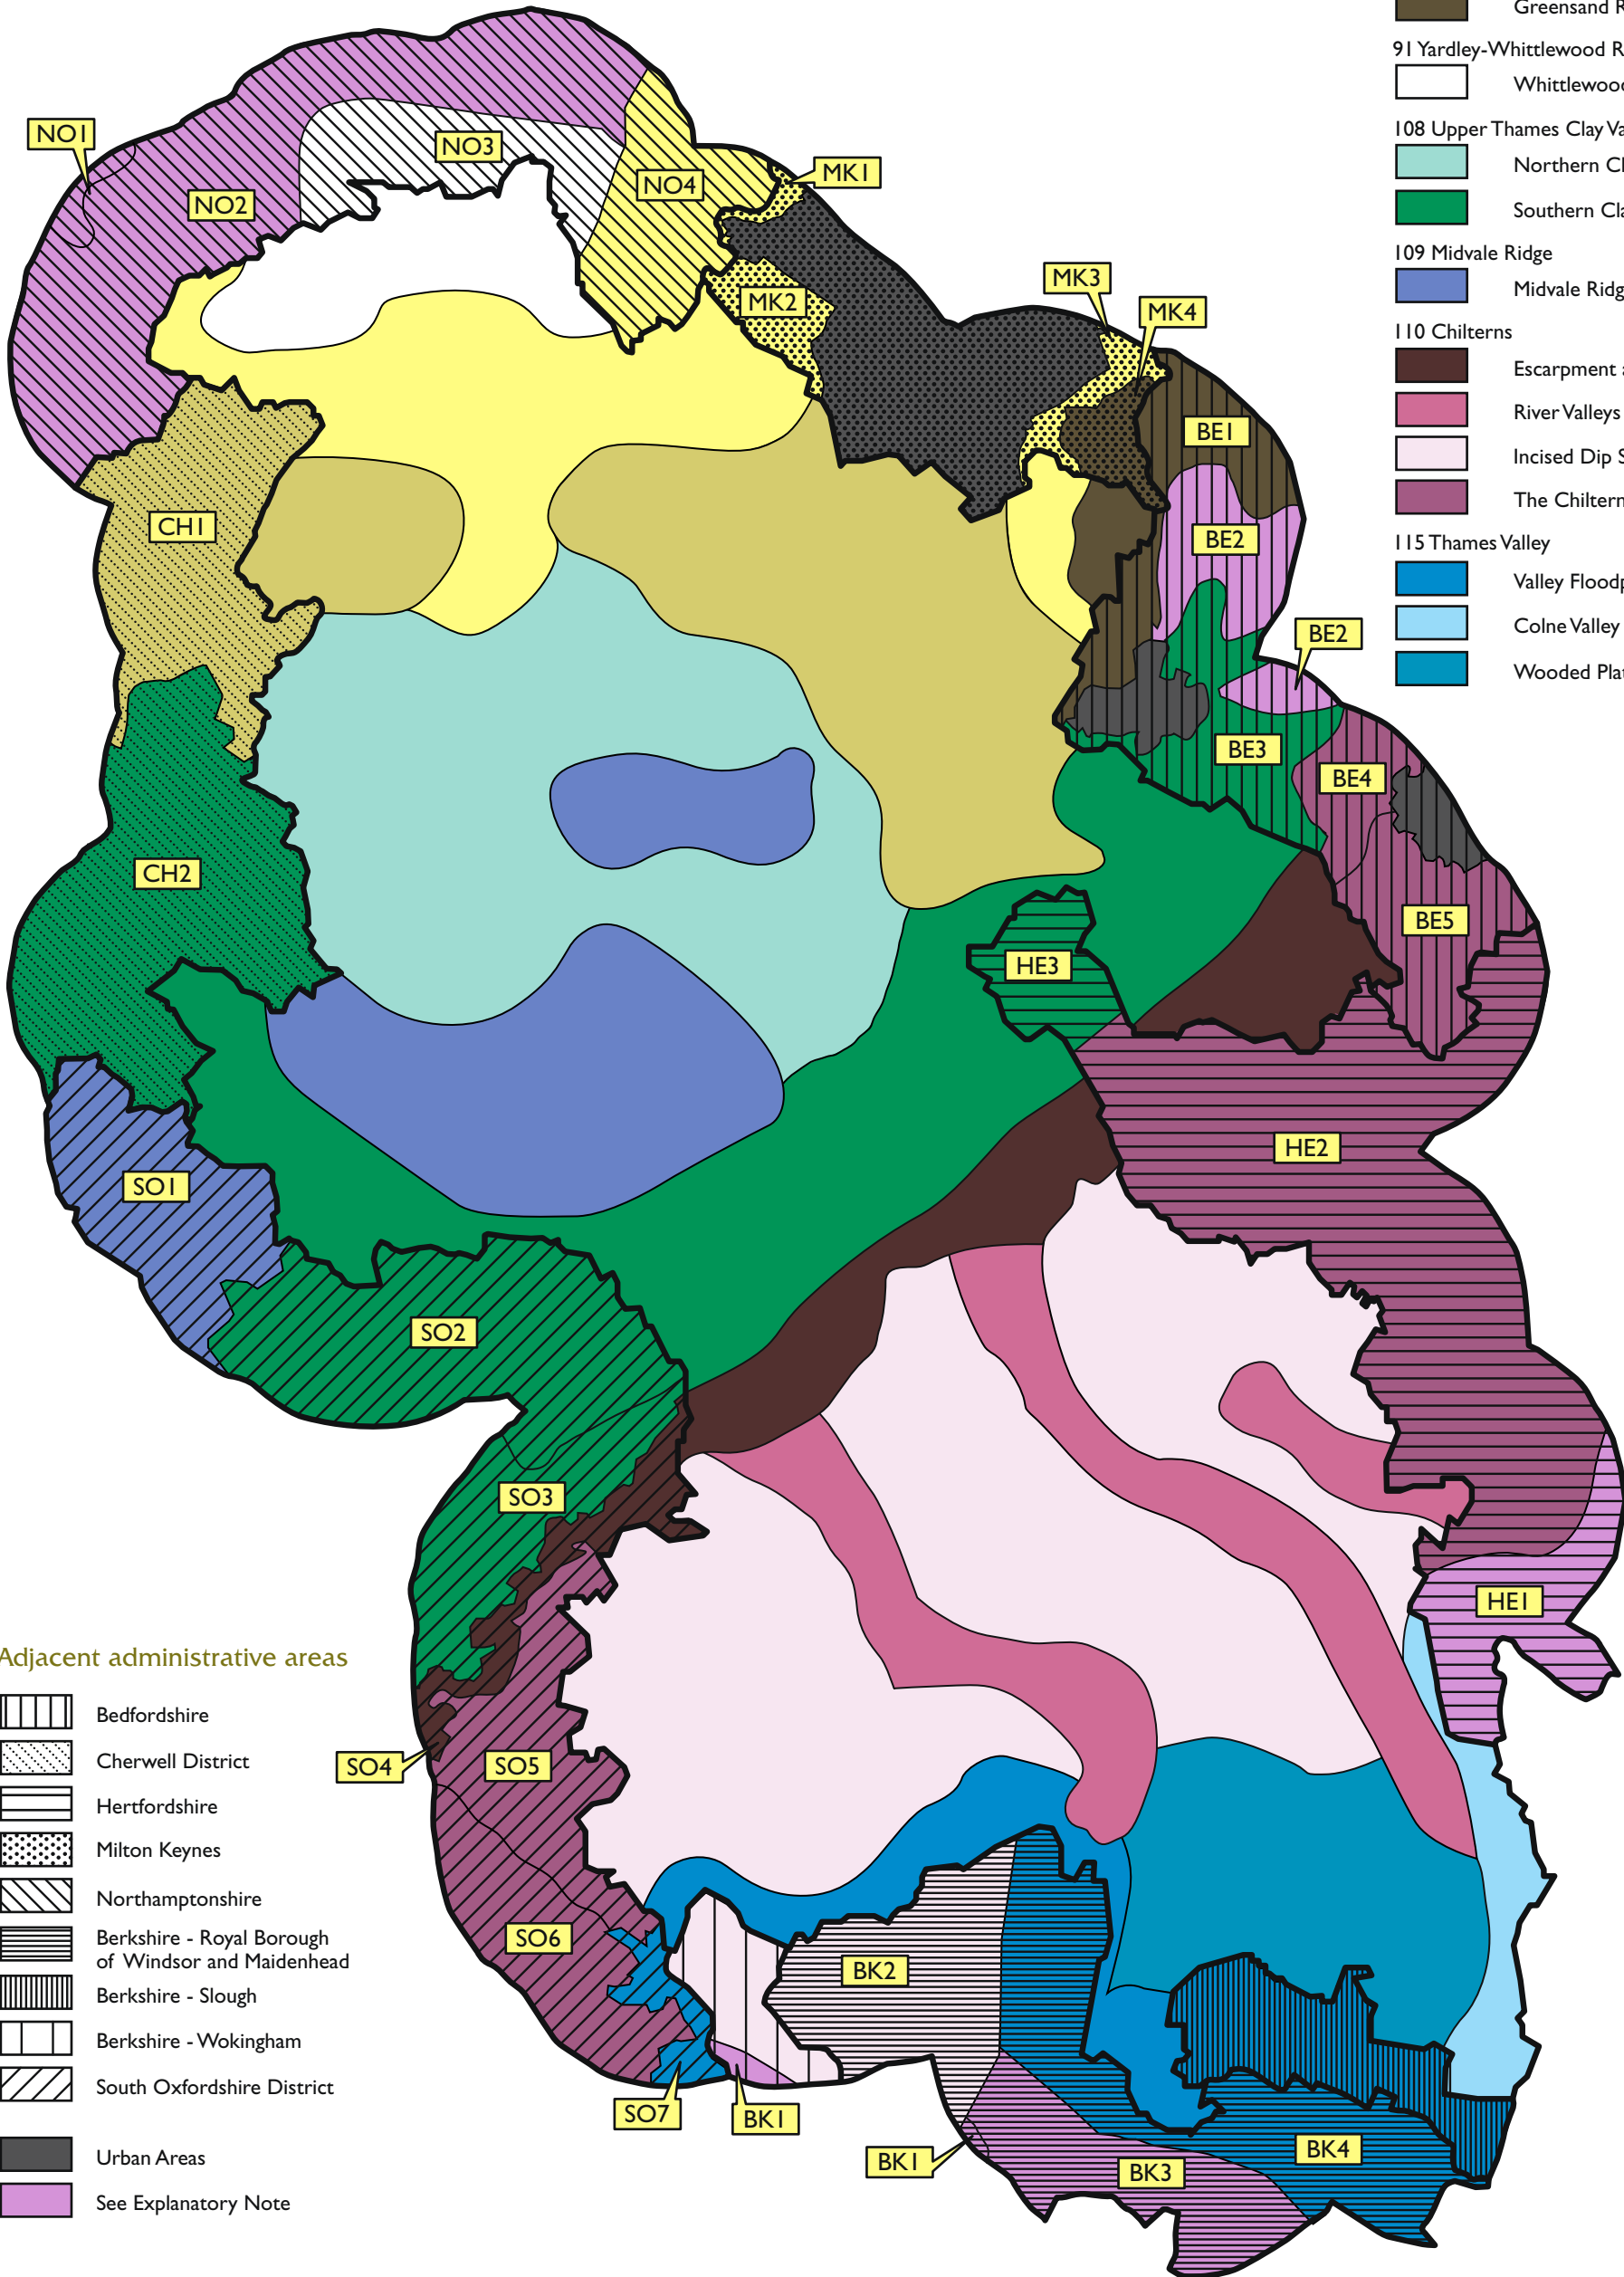 Greensand R
91 Yardley-Whittlewood R
Whittlewood
108 Upper Thames Clay Va
Northern Cl
Southern Cla
109 Midvale Ridge
Midvale Ridg
110 Chilterns
Escarpment a
River Valleys
Incised Dip S
The Chiltern
115 Thames Valley
Valley Floodp
Colne Valley
Wooded Plat
NO1
NO2
NO3
NO4
MK1
MK2
MK3
MK4
BE1
BE2
BE2
BE3
BE4
BE5
CH1
CH2
HE3
HE2
HE1
SO1
SO2
SO3
SO4
SO5
SO6
SO7
BK1
BK2
BK1
BK3
BK4
Adjacent administrative areas
Bedfordshire
Cherwell District
Hertfordshire
Milton Keynes
Northamptonshire
Berkshire - Royal Borough
of Windsor and Maidenhead
Berkshire - Slough
Berkshire - Wokingham
South Oxfordshire District
Urban Areas
See Explanatory Note